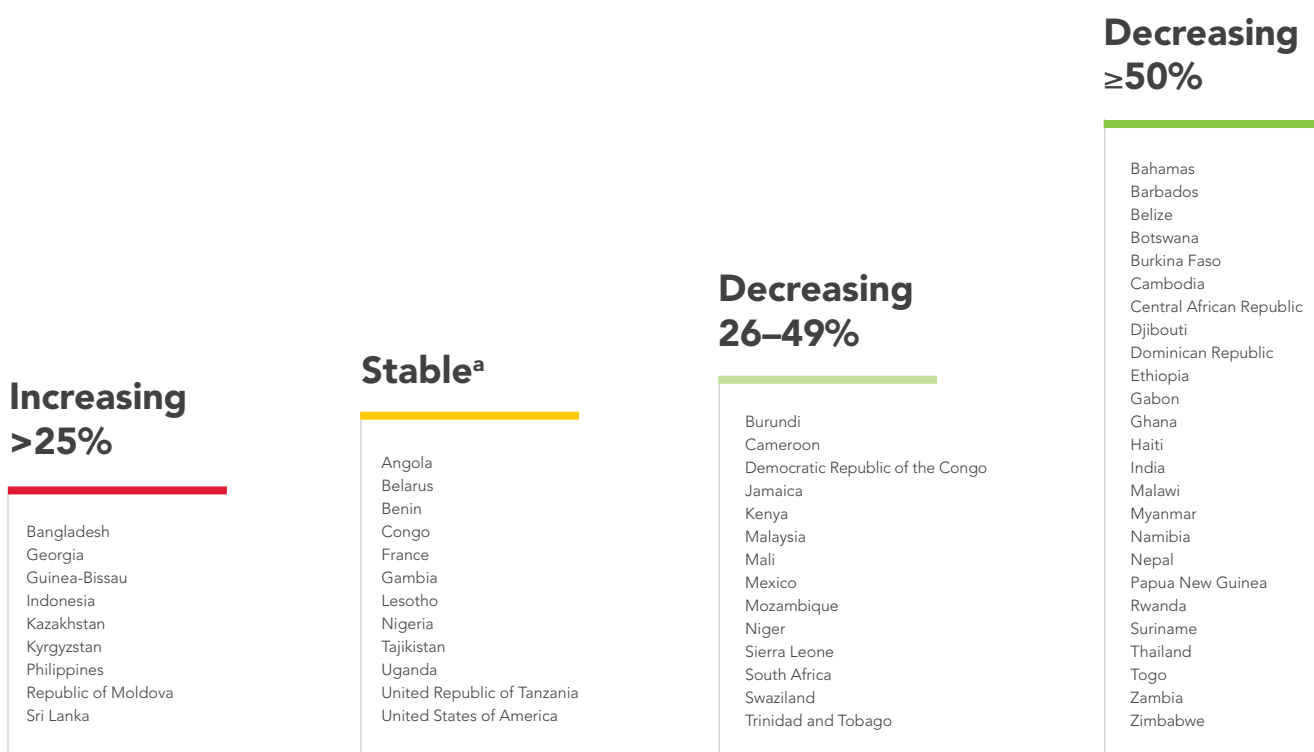 Increasing
>25%
Bangladesh
Georgia
Guinea-Bissau
Indonesia
Kazakhstan
Kyrgyzstan
Philippines
Republic of Moldova
Sri Lanka
Stableª
Angola
Belarus
Benin
Congo
France
Gambia
Lesotho
Nigeria
Tajikistan
Uganda
United Republic of Tanzania
United States of America
Decreasing
26–49%
Burundi
Cameroon
Democratic Republic of the Congo
Jamaica
Kenya
Malaysia
Mali
Mexico
Mozambique
Niger
Sierra Leone
South Africa
Swaziland
Trinidad and Tobago
Decreasing
≥50%
Bahamas
Barbados
Belize
Botswana
Burkina Faso
Cambodia
Central African Republic
Djibouti
Dominican Republic
Ethiopia
Gabon
Ghana
Haiti
India
Malawi
Myanmar
Namibia
Nepal
Papua New Guinea
Rwanda
Suriname
Thailand
Togo
Zambia
Zimbabwe